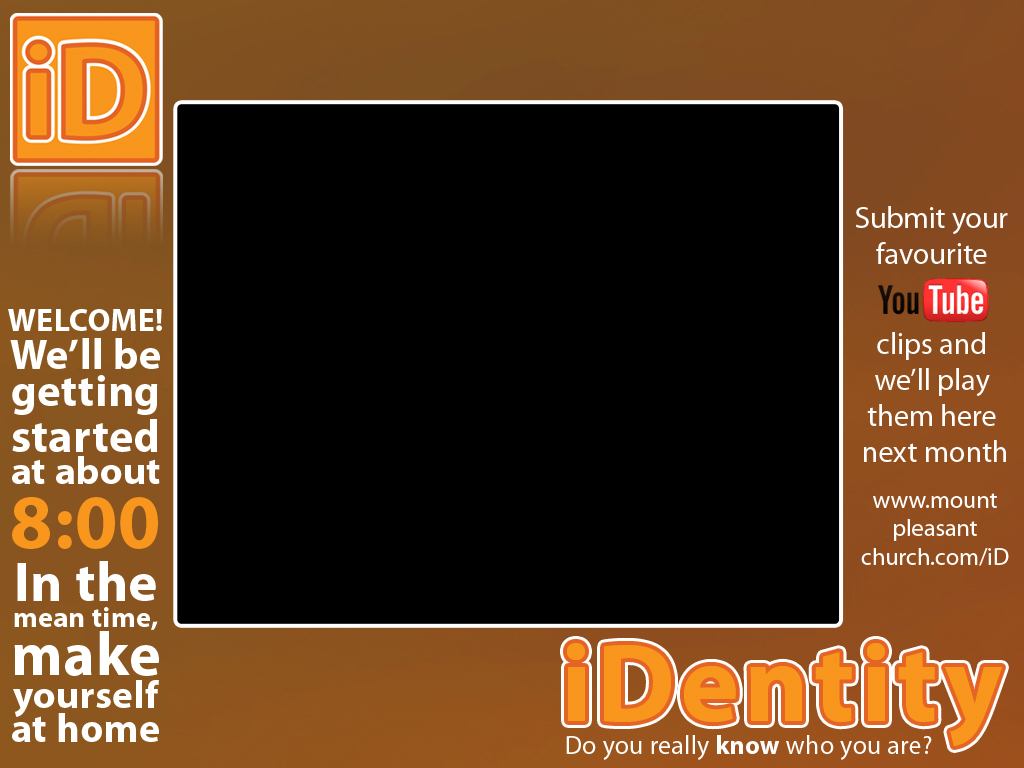 iD
WELCOME!
We'll be
getting
started
at about
8:00
In the
mean time,
make
yourself
at home
Submit your
favourite
YouTube
clips and
we'll play
them here
next month
www.mount
pleasant
church.com/iD
iDentity
Do you really know who you are?